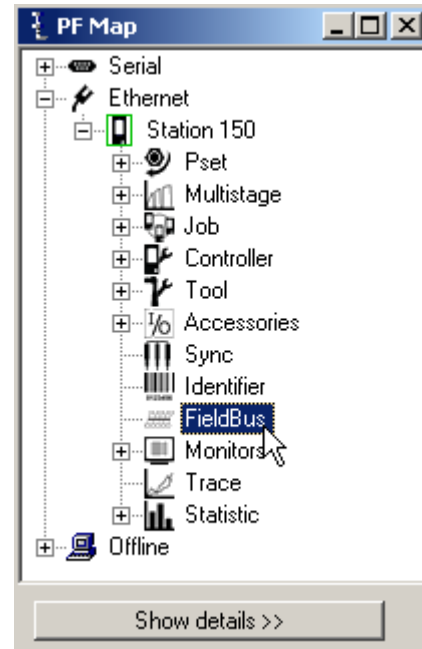 PF Map
Serial
Ethernet
Station 150
Pset
Multistage
Job
Controller
Tool
I/o Accessories
Sync
Identifier
FieldBus
Monitors
Trace
Statistic
Offline
Show details >>